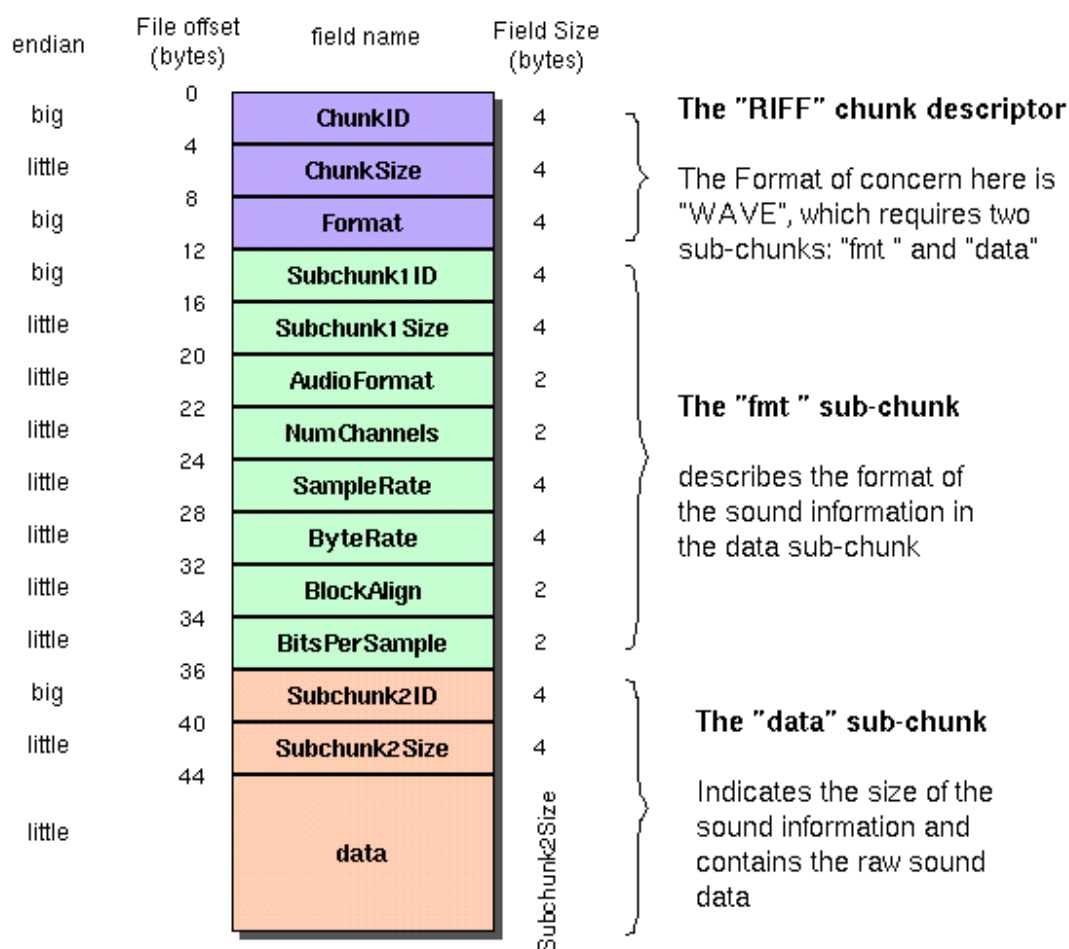 endian
File offset
(bytes)
field name
Field Size
(bytes)
0
big
ChunkID
4
4
little
ChunkSize
4
8
big
Format
4
12
big
Subchunk1ID
4
16
little
Subchunk1Size
4
20
little
AudioFormat
2
22
little
NumChannels
2
24
little
SampleRate
4
28
little
ByteRate
4
32
little
BlockAlign
2
34
little
BitsPerSample
2
36
big
Subchunk2ID
4
40
little
Subchunk2Size
4
44
little
data
Subchunk2Size
The "RIFF" chunk descriptor
The Format of concern here is
"WAVE", which requires two
sub-chunks: "fmt " and "data"
The "fmt " sub-chunk
describes the format of
the sound information in
the data sub-chunk
The "data" sub-chunk
Indicates the size of the
sound information and
contains the raw sound
data